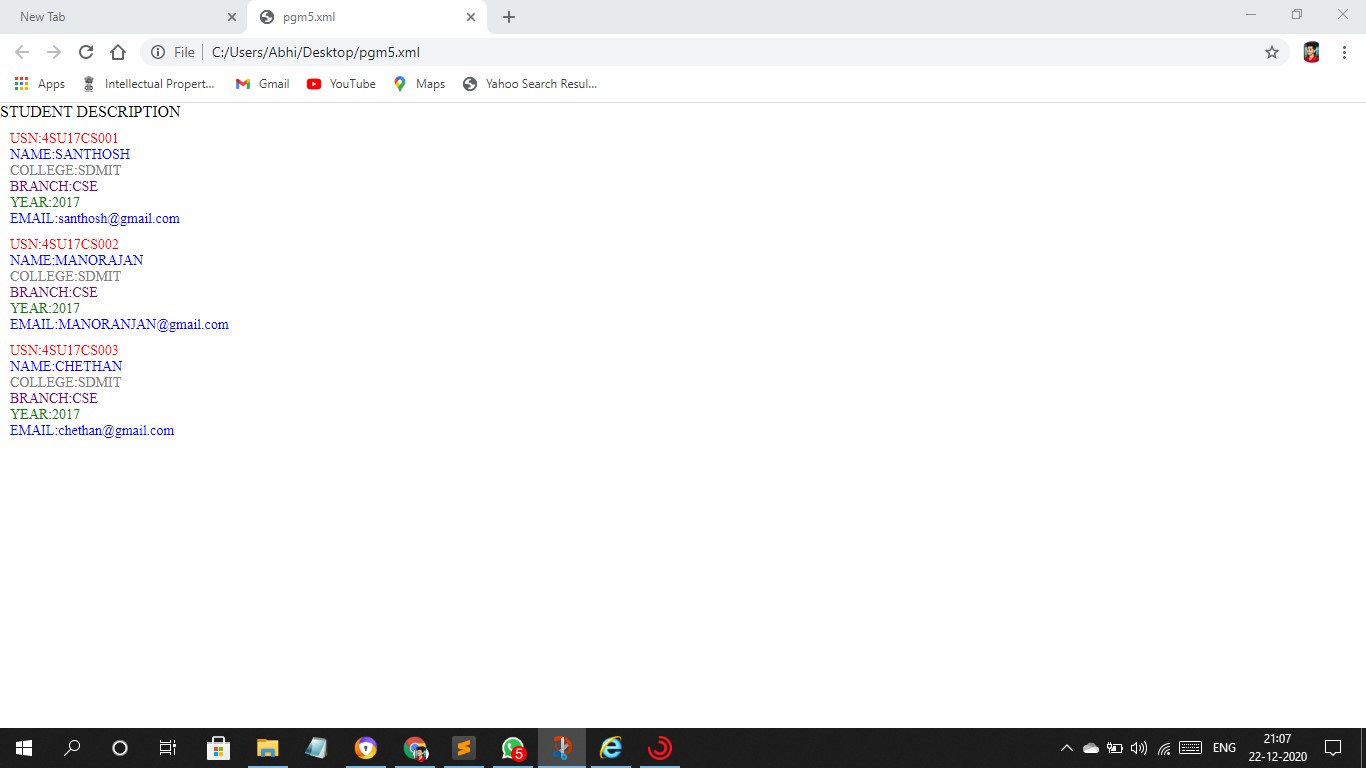 New Tab
pgm5.xml
File
C:/Users/Abhi/Desktop/pgm5.xml
Apps
Intellectual Propert...
Gmail
YouTube
Maps
Yahoo Search Resul...
STUDENT DESCRIPTION
USN:4SU17CS001
NAME:SANTHOSH
COLLEGE:SDMIT
BRANCH:CSE
YEAR:2017
EMAIL:santhosh@gmail.com
USN:4SU17CS002
NAME:MANORAJAN
COLLEGE:SDMIT
BRANCH:CSE
YEAR:2017
EMAIL:MANORANJAN@gmail.com
USN:4SU17CS003
NAME:CHETHAN
COLLEGE:SDMIT
BRANCH:CSE
YEAR:2017
EMAIL:chethan@gmail.com
5
ENG
21:07
22-12-2020